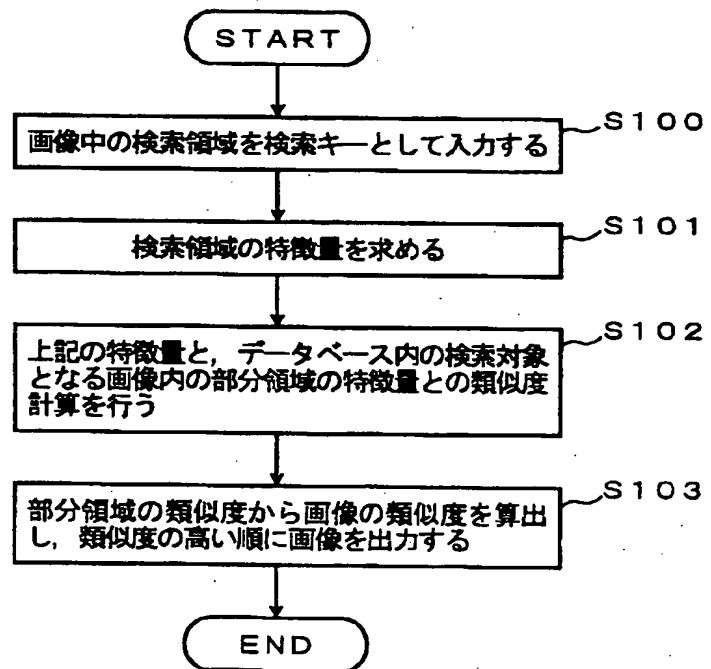 START
S100
画像中の検索領域を検索キーとして入力する
S101
検索領域の特徴量を求める
S102
上記の特徴量と，データベース内の検索対象
となる画像内の部分領域の特徴量との類似度
計算を行う
S103
部分領域の類似度から画像の類似度を算出
し，類似度の高い順に画像を出力する
END